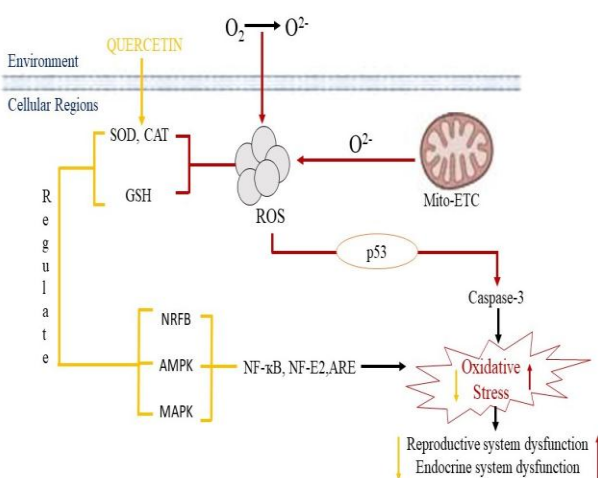 O₂ → O²⁻
QUERCETIN
Environment
Cellular Regions
SOD, CAT
GSH
ROS
O²⁻
Mito-ETC
Regulate
p53
Caspase-3
NRFB
AMPK
MAPK
NF-κB, NF-E2,ARE
Oxidative
Stress
Reproductive system dysfunction
Endocrine system dysfunction